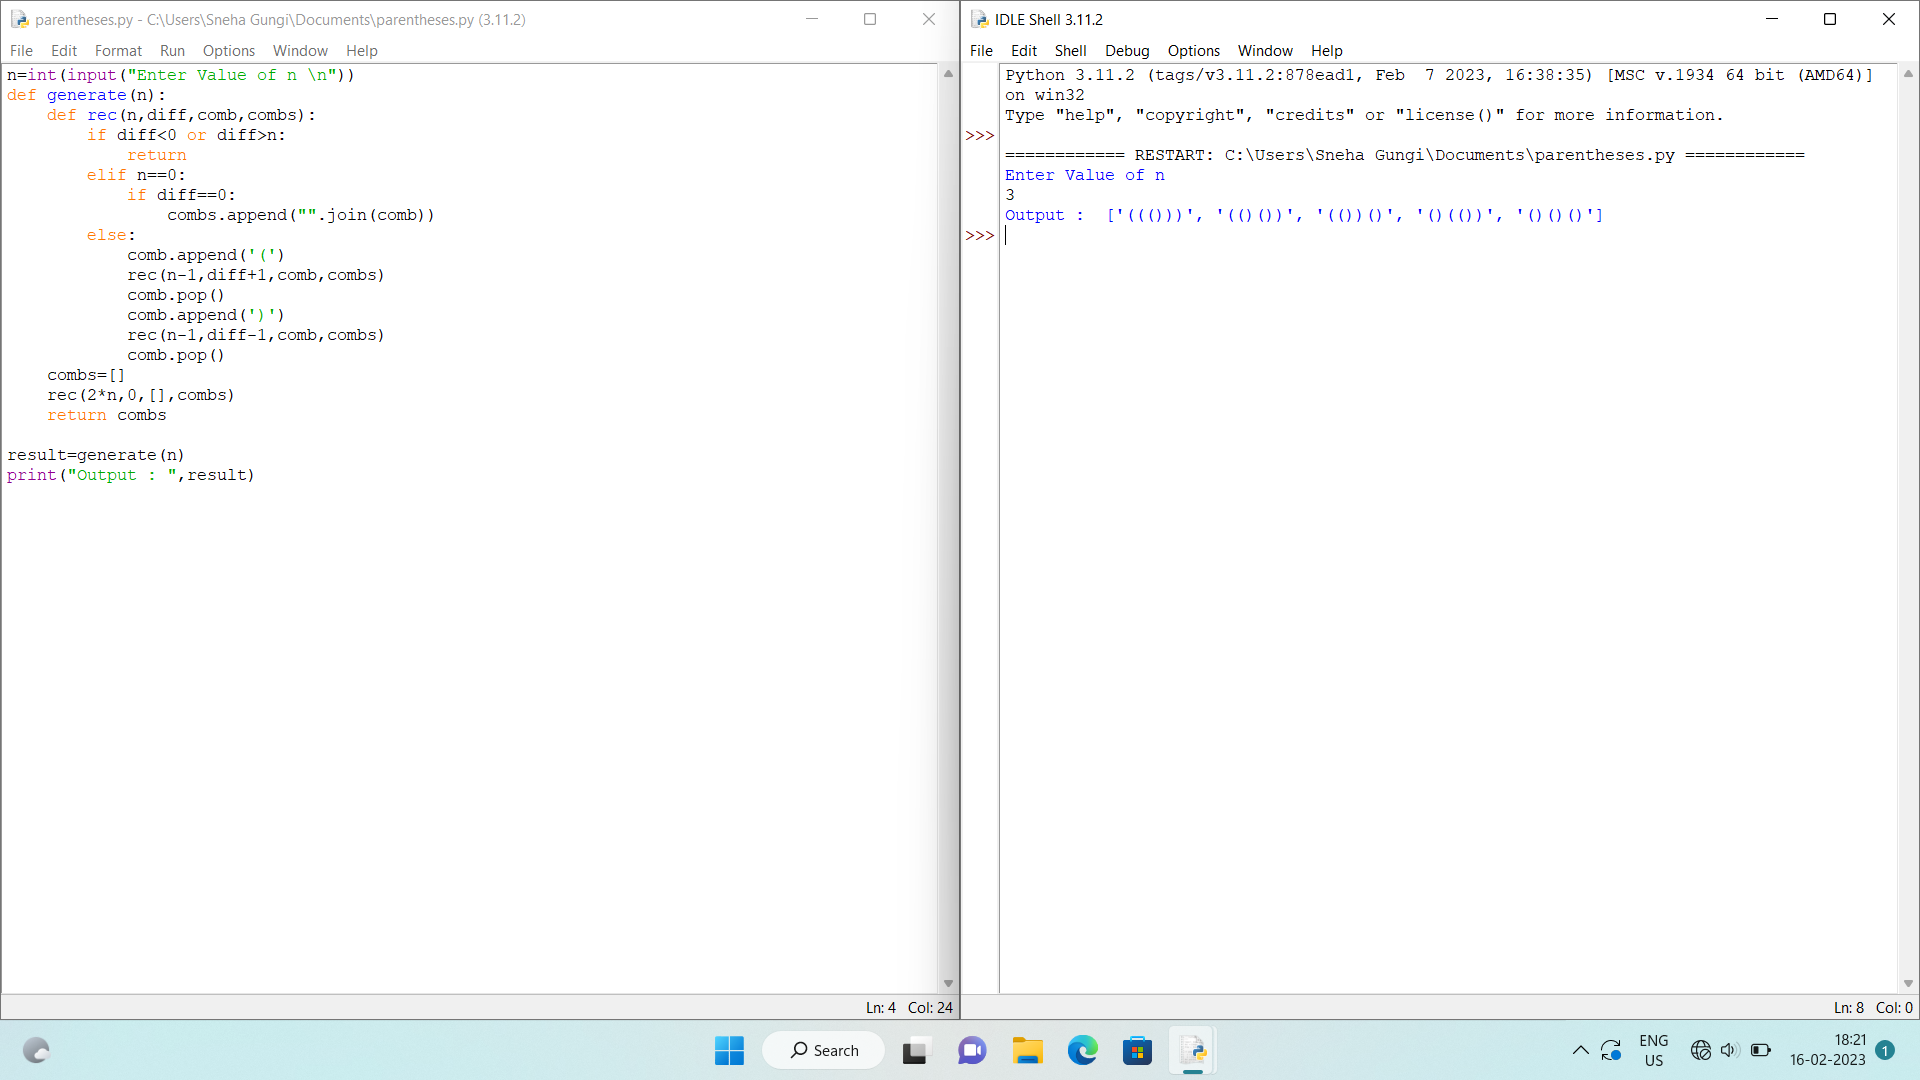 parentheses.py - C:\Users\Sneha Gungi\Documents\parentheses.py (3.11.2)
File Edit Format Run Options Window Help
n=int(input("Enter Value of n \n"))
def generate(n):
    def rec(n,diff,comb,combs):
        if diff<0 or diff>n:
            return
        elif n==0:
            if diff==0:
                combs.append("".join(comb))
        else:
            comb.append('(')
            rec(n-1,diff+1,comb,combs)
            comb.pop()
            comb.append(')')
            rec(n-1,diff-1,comb,combs)
            comb.pop()
    combs=[]
    rec(2*n,0,[],combs)
    return combs

result=generate(n)
print("Output : ",result)
Ln: 4 Col: 24
IDLE Shell 3.11.2
File Edit Shell Debug Options Window Help
Python 3.11.2 (tags/v3.11.2:878ead1, Feb  7 2023, 16:38:35) [MSC v.1934 64 bit (AMD64)]
on win32
Type "help", "copyright", "credits" or "license()" for more information.
>>>
============ RESTART: C:\Users\Sneha Gungi\Documents\parentheses.py ============
Enter Value of n
3
Output :  ['((()))', '(()())', '(())()', '()(())', '()()()']
>>>
Ln: 8 Col: 0
Search
ENG
US
18:21
16-02-2023
1